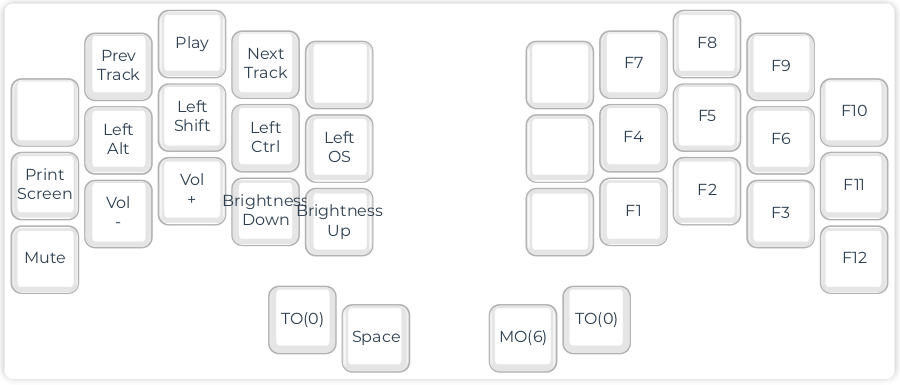 Prev
Track
Play
Next
Track
F7
F8
F9
Left
Alt
Left
Shift
Left
Ctrl
Left
OS
F4
F5
F6
F10
Print
Screen
Vol
-
Vol
+
Brightness
Down
Brightness
Up
F1
F2
F3
F11
Mute
F12
TO(0)
Space
MO(6)
TO(0)